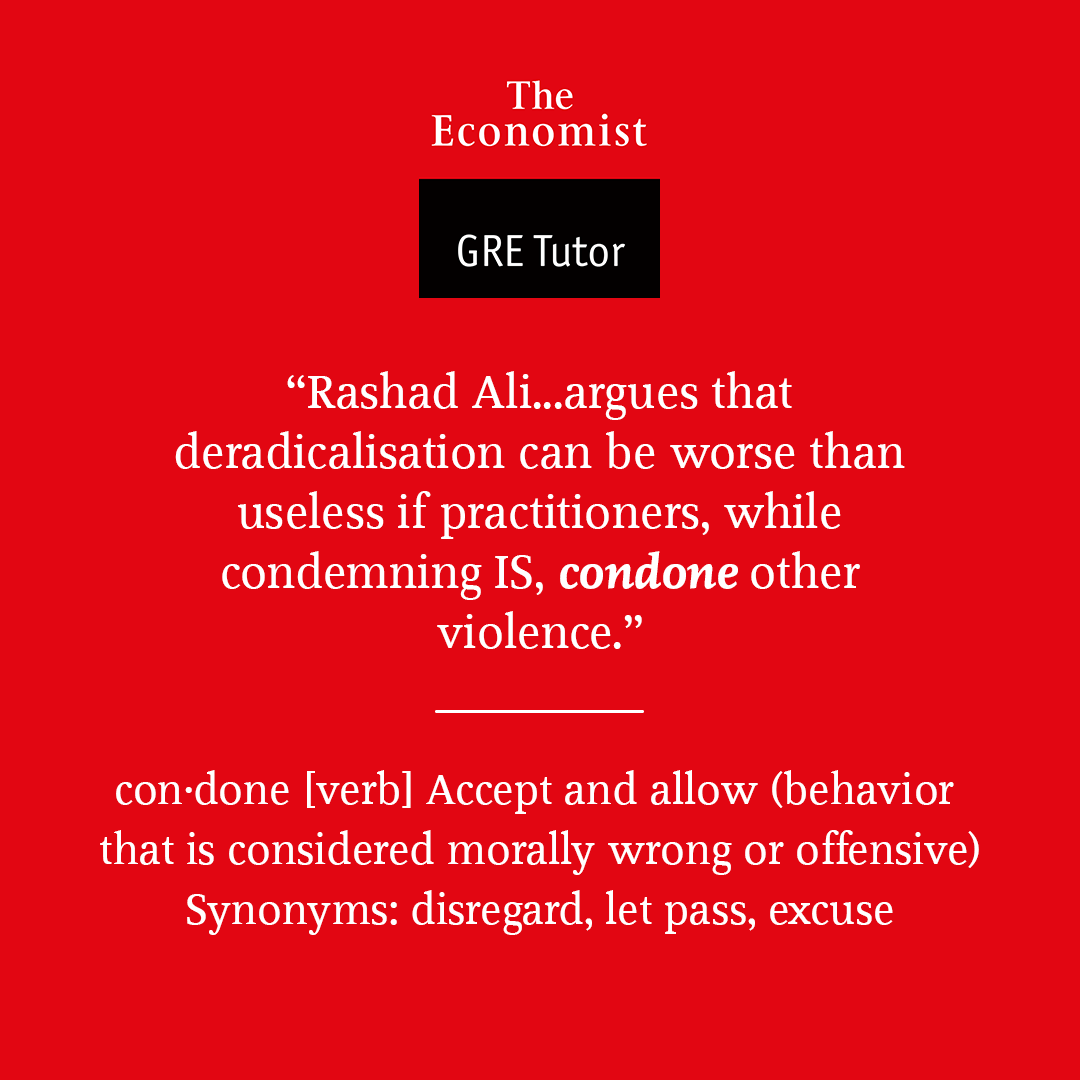 The
Economist
GRE Tutor
“Rashad Ali...argues that
deradicalisation can be worse than
useless if practitioners, while
condemning IS, condone other
violence.”
con·done [verb] Accept and allow (behavior
that is considered morally wrong or offensive)
Synonyms: disregard, let pass, excuse